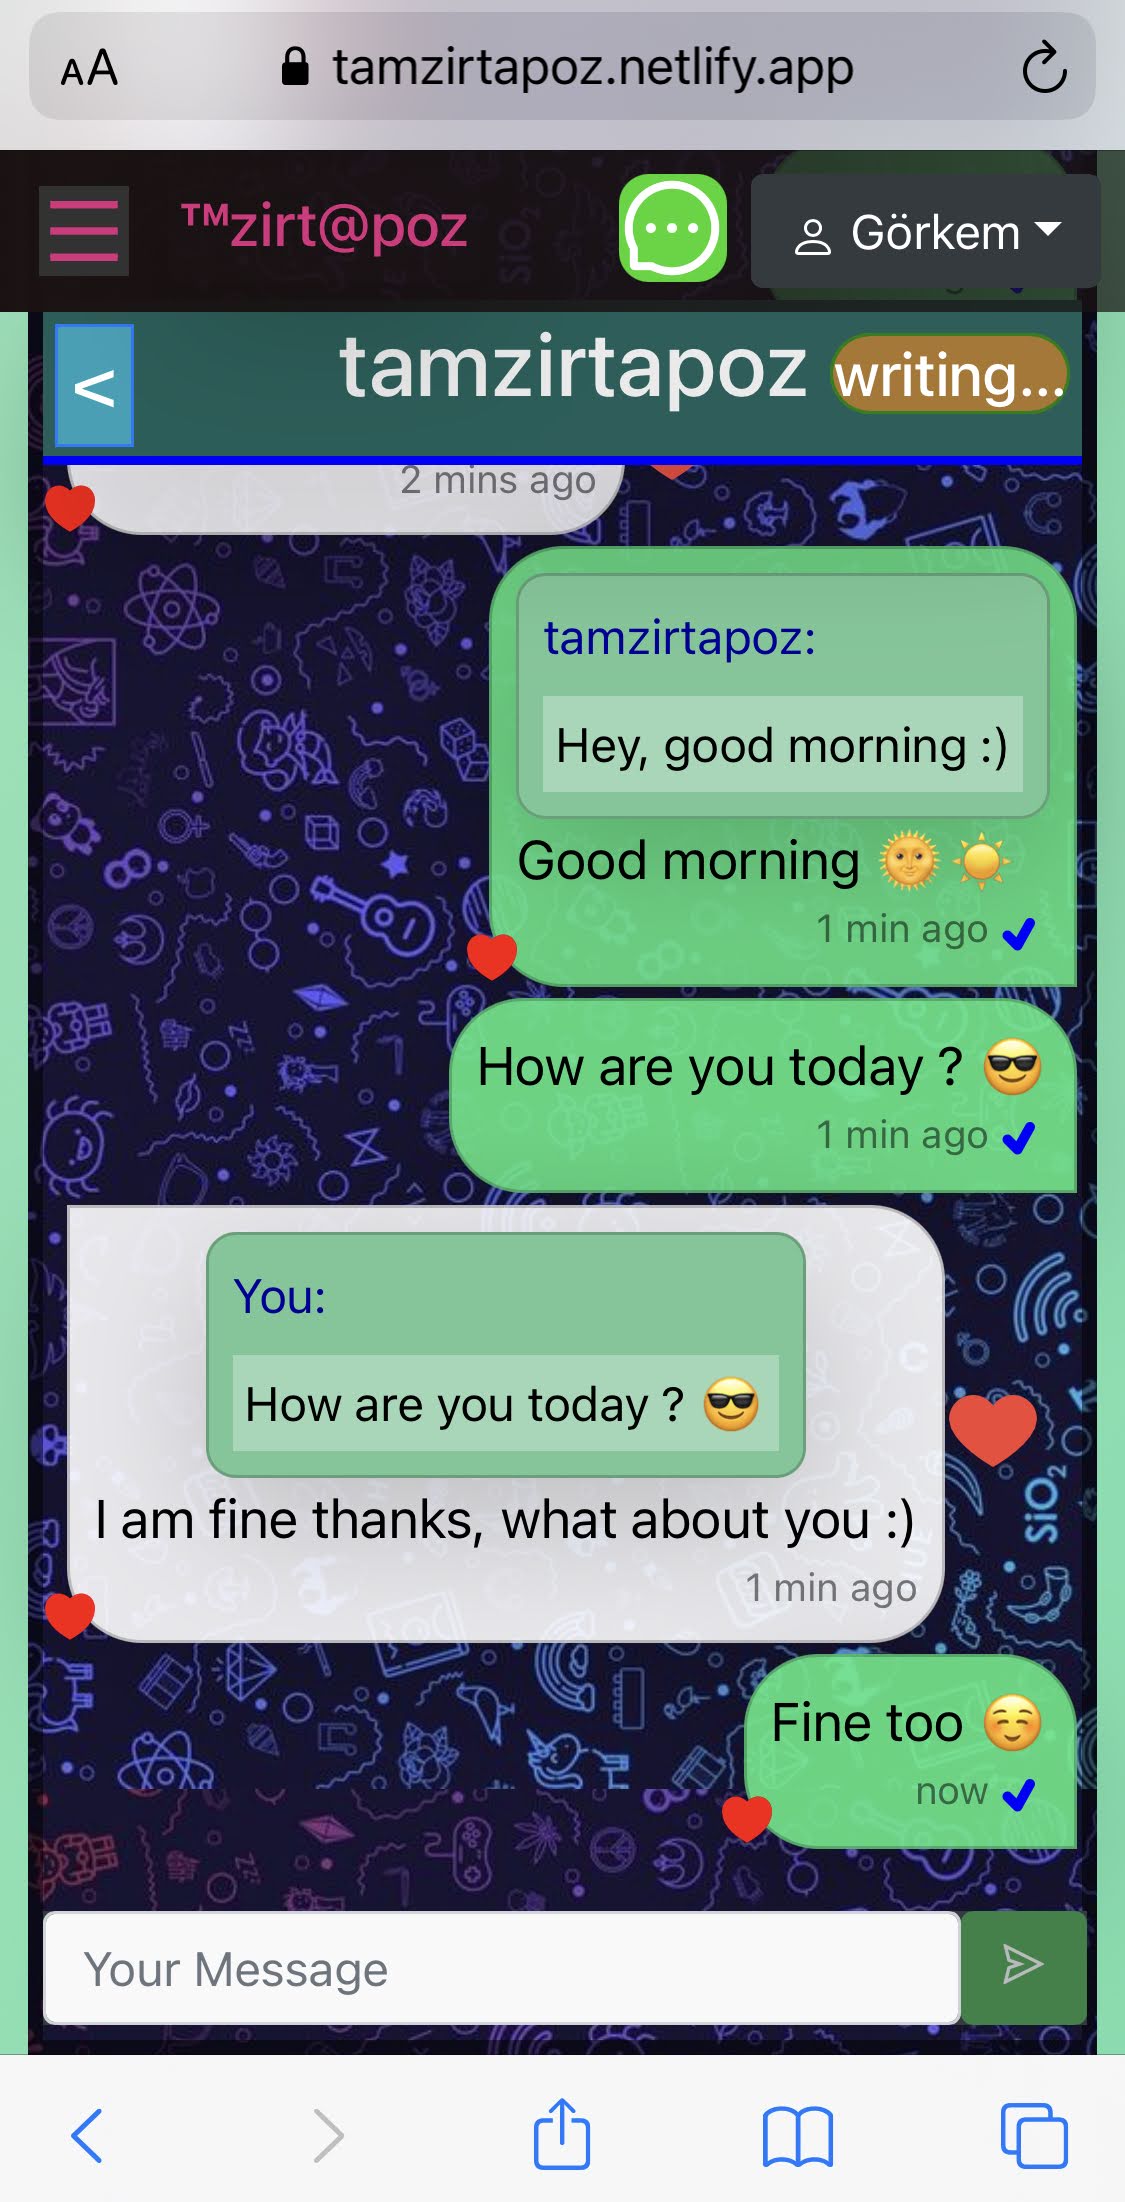 AA tamzirtapoz.netlify.app
™zirt@poz Görkem
< tamzirtapoz writing...
2 mins ago
tamzirtapoz:
Hey, good morning :)
Good morning 🌞☀️
1 min ago
How are you today ? 😎
1 min ago
You:
How are you today ? 😎
I am fine thanks, what about you :)
1 min ago
SiO₂
Fine too ☺️
now
Your Message